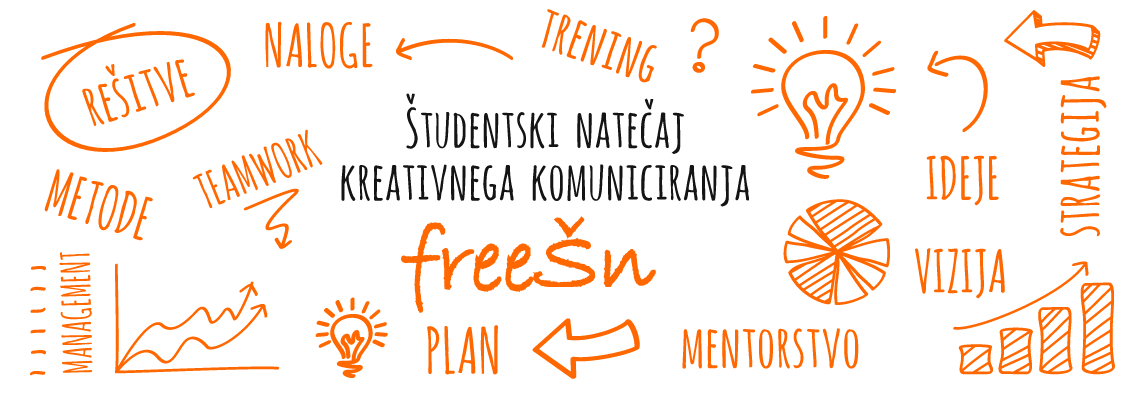 NALOGE
TRENING
?
REŠITVE
STRATEGIJA
ŠTUDENTSKI NATEČAJ
KREATIVNEGA KOMUNICIRANJA
freešn
TEAMWORK
METODE
IDEJE
VIZIJA
MANAGEMENT
PLAN
MENTORSTVO